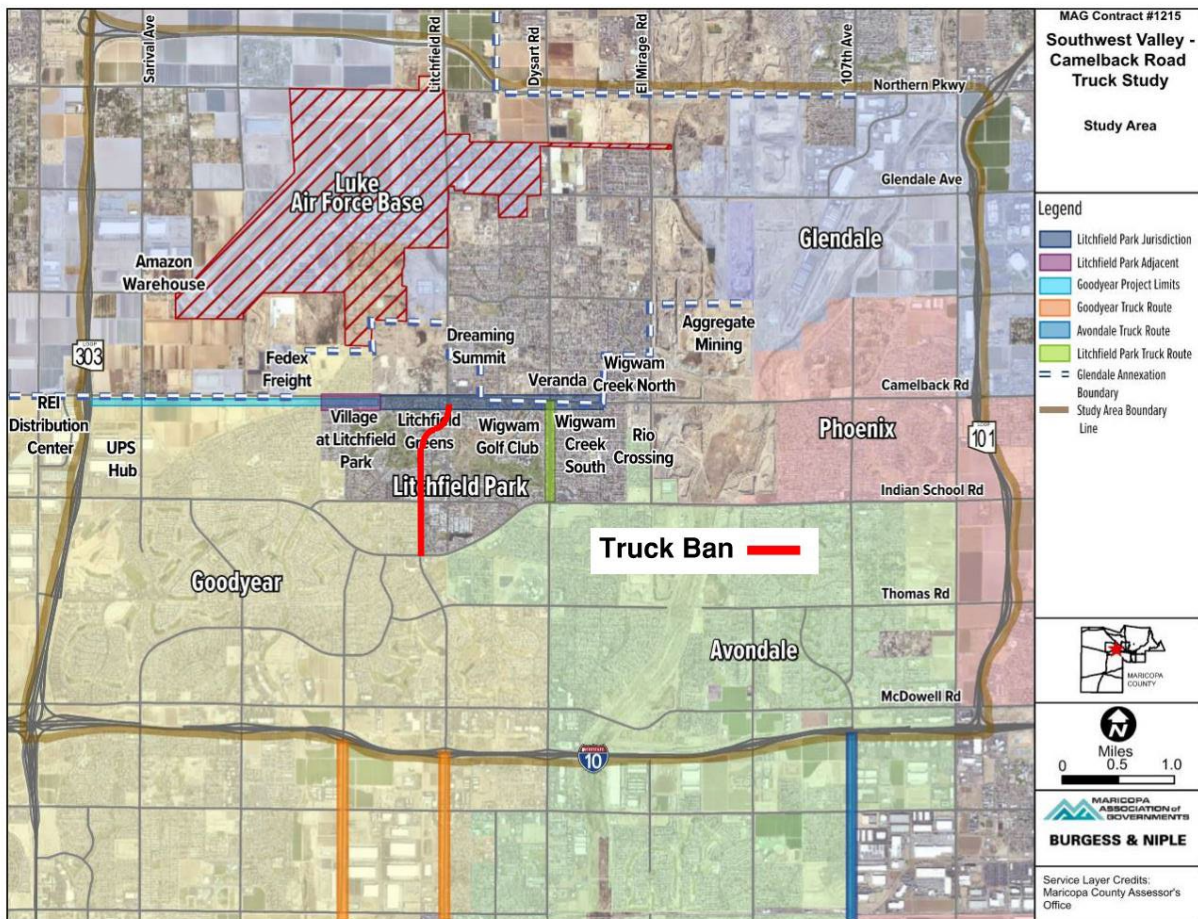 MAG Contract #1215
Southwest Valley -
Camelback Road
Truck Study
Study Area
Sarival Ave
Litchfield Rd
Dysart Rd
El Mirage Rd
107th Ave
Northern Pkwy
Glendale Ave
Luke
Air Force Base
Glendale
Amazon
Warehouse
LOOP
303
Dreaming
Summit
Aggregate
Mining
Fedex
Freight
Veranda
Wigwam
Creek North
Camelback Rd
REI
Distribution
Center
UPS
Hub
Village
at Litchfield
Park
Litchfield
Greens
Wigwam
Golf Club
Wigwam
Creek
South
Rio
Crossing
Phoenix
LOOP
101
Litchfield Park
Indian School Rd
Truck Ban
Goodyear
Thomas Rd
Avondale
McDowell Rd
INTERSTATE
10
Legend
Litchfield Park Jurisdiction
Litchfield Park Adjacent
Goodyear Project Limits
Goodyear Truck Route
Avondale Truck Route
Litchfield Park Truck Route
Glendale Annexation
Boundary
Study Area Boundary
Line
MARICOPA
COUNTY
N
Miles
0 0.5 1.0
MARICOPA
ASSOCIATION of
GOVERNMENTS
BURGESS & NIPLE
Service Layer Credits:
Maricopa County Assessor's
Office